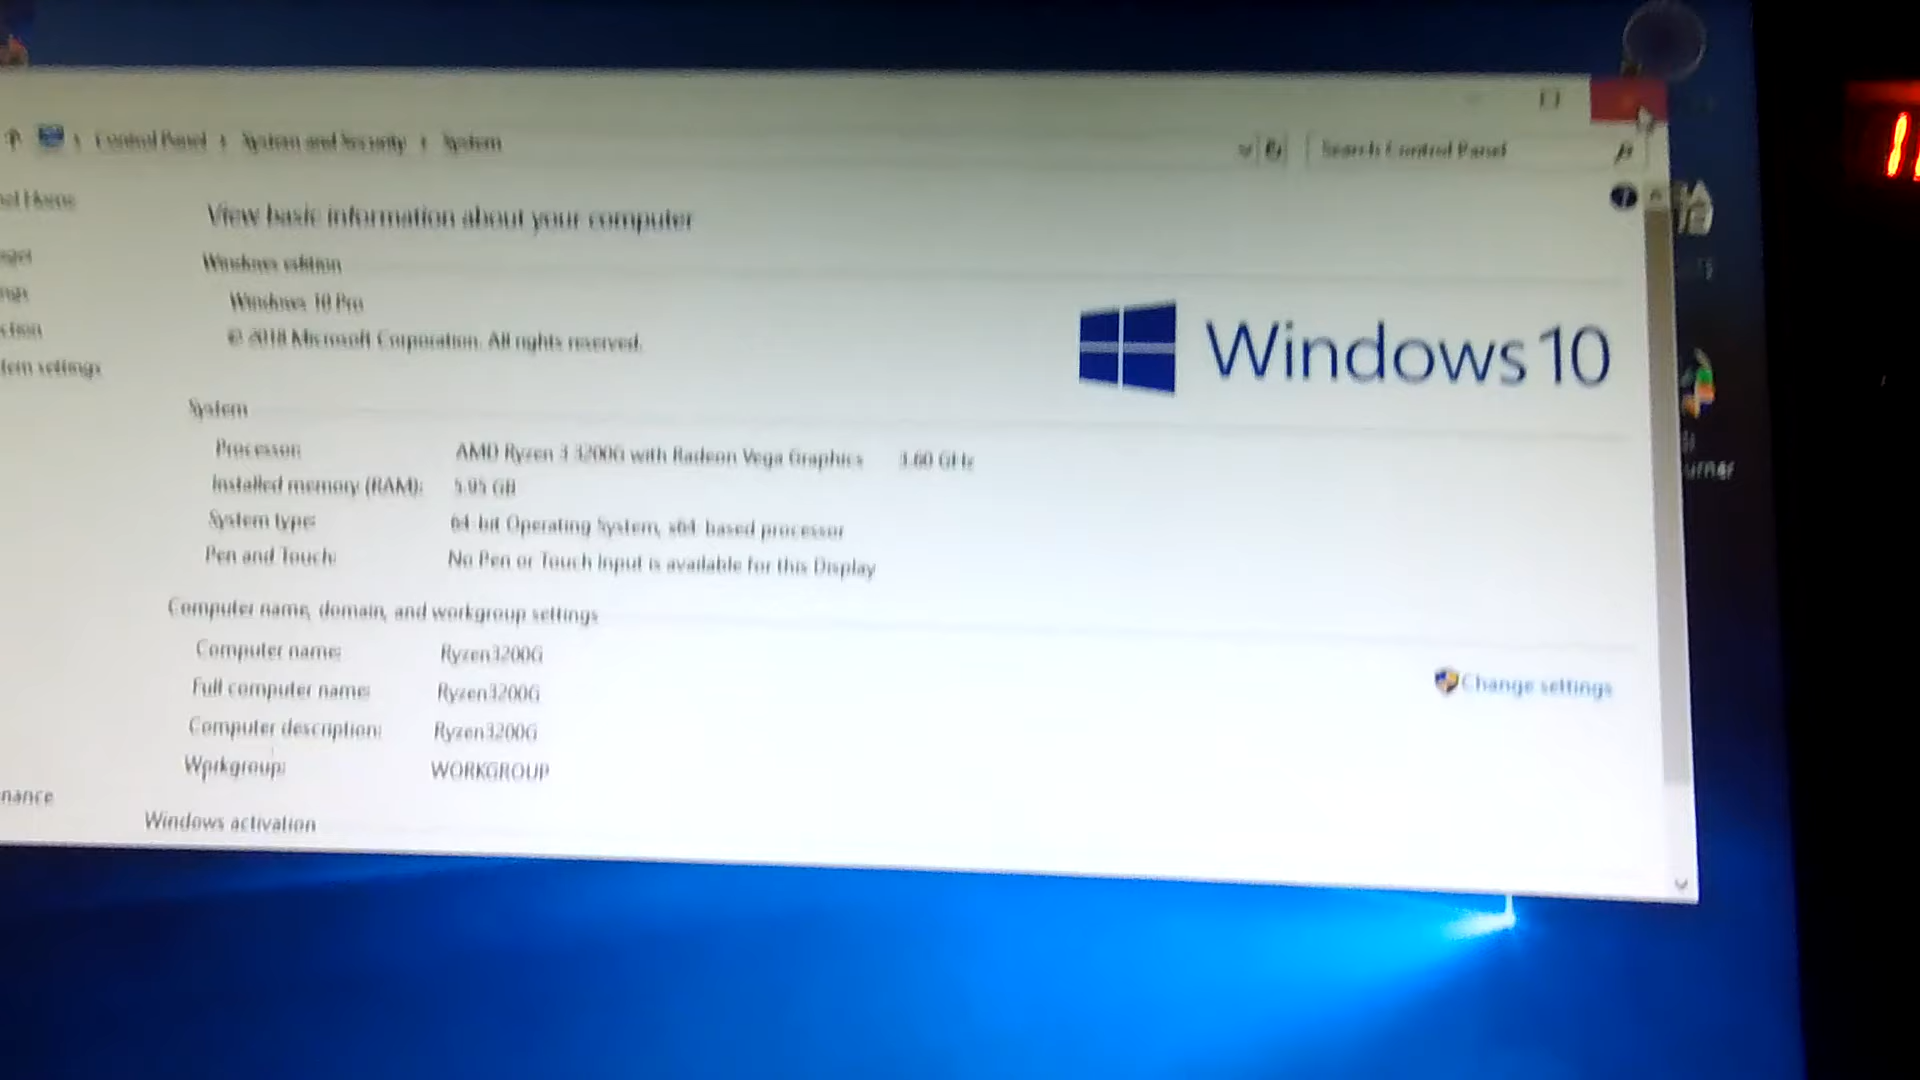 Control Panel › System and Security › System
Search Control Panel
View basic information about your computer
Windows edition
Windows 10 Pro
© 2018 Microsoft Corporation. All rights reserved.
Windows 10
tem settings
System
Processor: AMD Ryzen 3 3200G with Radeon Vega Graphics 3.60 GHz
Installed memory (RAM): 5.95 GB
System type: 64-bit Operating System, x64-based processor
Pen and Touch: No Pen or Touch Input is available for this Display
Computer name, domain, and workgroup settings
Computer name: Ryzen3200G
Full computer name: Ryzen3200G
Change settings
Computer description: Ryzen3200G
Workgroup: WORKGROUP
nance
Windows activation